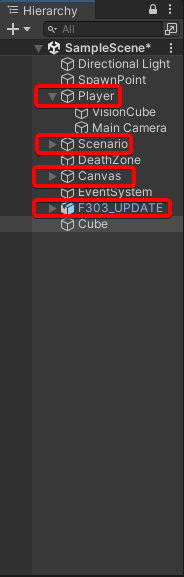 Hierarchy
All
SampleScene*
Directional Light
SpawnPoint
Player
VisionCube
Main Camera
Scenario
DeathZone
Canvas
EventSystem
F303_UPDATE
Cube